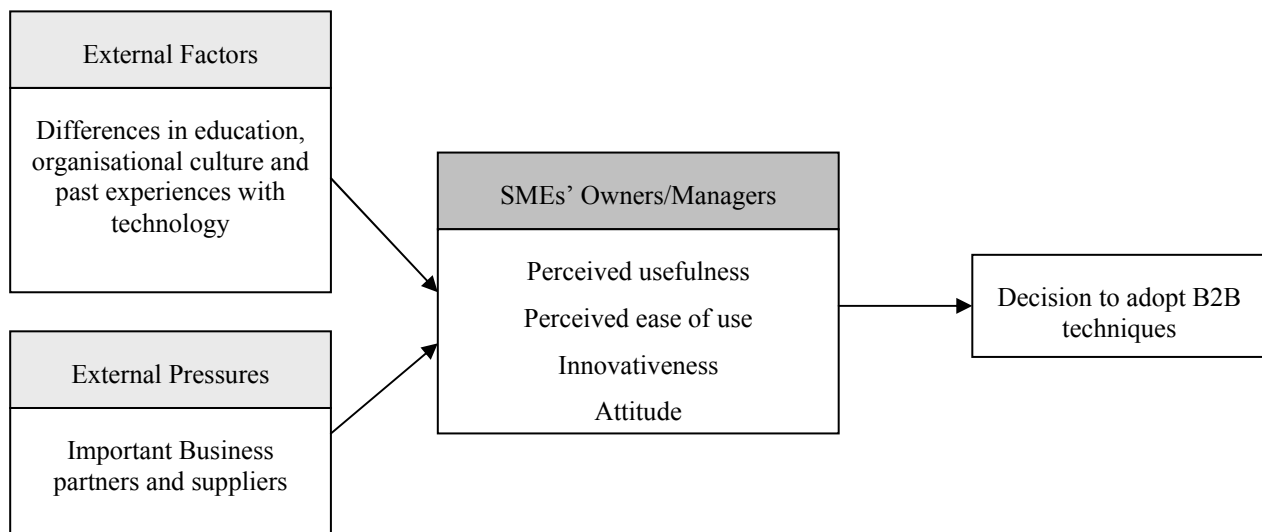 External Factors
Differences in education,
organisational culture and
past experiences with
technology
External Pressures
Important Business
partners and suppliers
SMEs’ Owners/Managers
Perceived usefulness
Perceived ease of use
Innovativeness
Attitude
Decision to adopt B2B
techniques